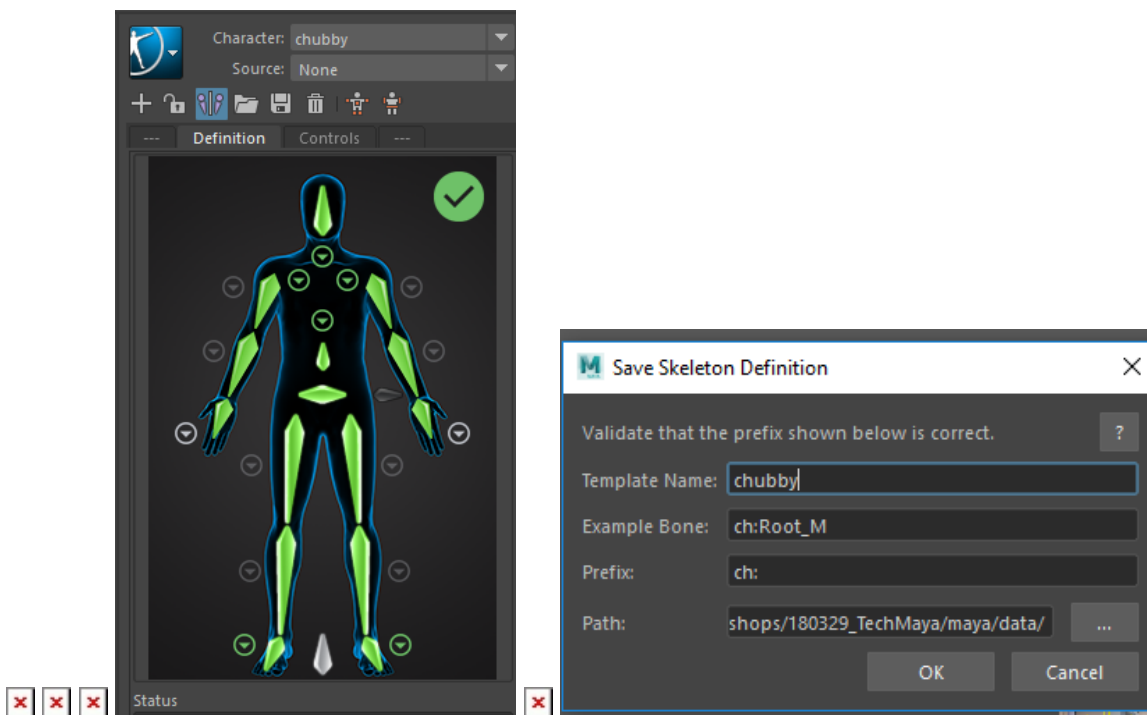 Character: chubby
Source: None
--- Definition Controls ---
Status
Save Skeleton Definition
Validate that the prefix shown below is correct. ?
Template Name: chubby
Example Bone: ch:Root_M
Prefix: ch:
Path: shops/180329_TechMaya/maya/data/ ...
OK Cancel